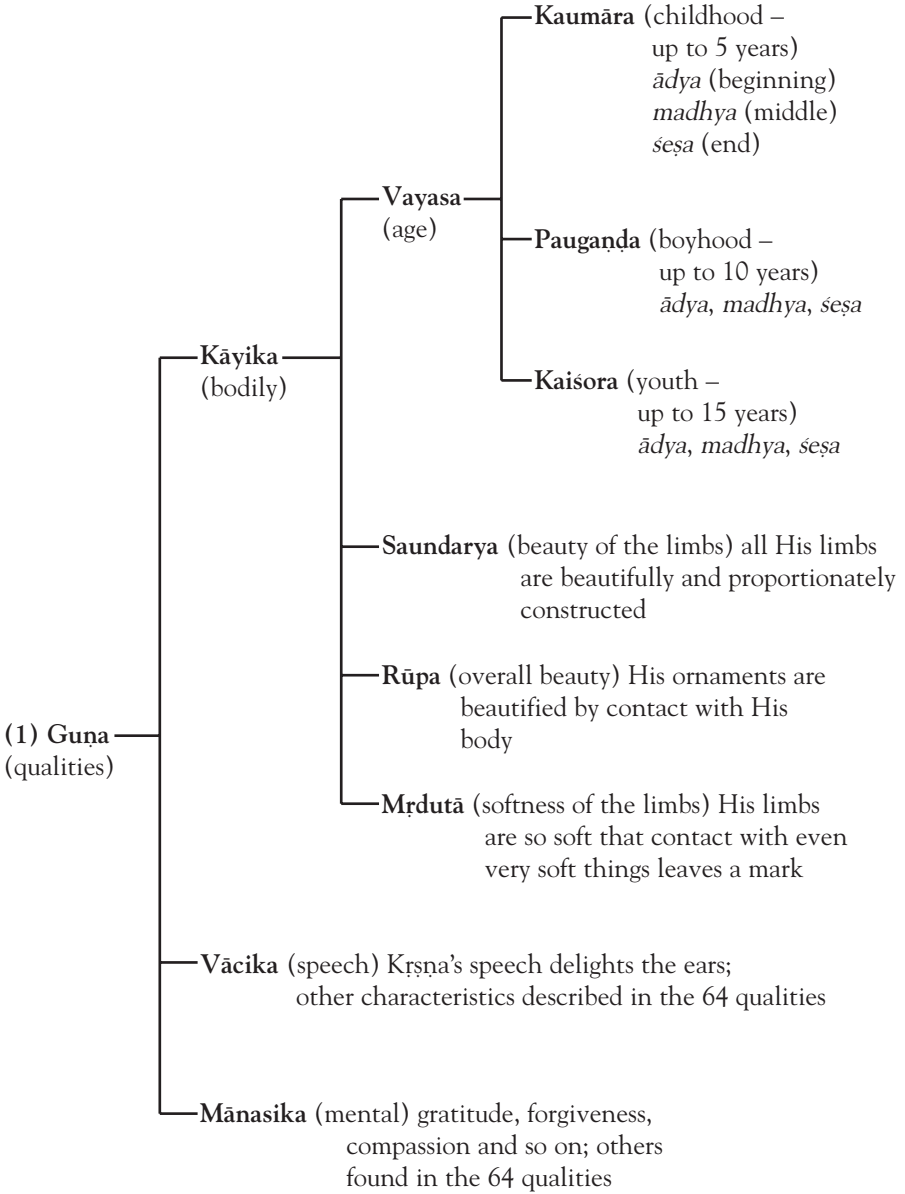 Kaumāra (childhood –
up to 5 years)
ādya (beginning)
madhya (middle)
śeṣa (end)
Vayasa
(age)
Paugaṇḍa (boyhood –
up to 10 years)
ādya, madhya, śeṣa
Kāyika
(bodily)
Kaiśora (youth –
up to 15 years)
ādya, madhya, śeṣa
Saundarya (beauty of the limbs) all His limbs
are beautifully and proportionately
constructed
Rūpa (overall beauty) His ornaments are
beautified by contact with His
body
(1) Guṇa
(qualities)
Mṛdutā (softness of the limbs) His limbs
are so soft that contact with even
very soft things leaves a mark
Vācika (speech) Kṛṣṇa’s speech delights the ears;
other characteristics described in the 64 qualities
Mānasika (mental) gratitude, forgiveness,
compassion and so on; others
found in the 64 qualities